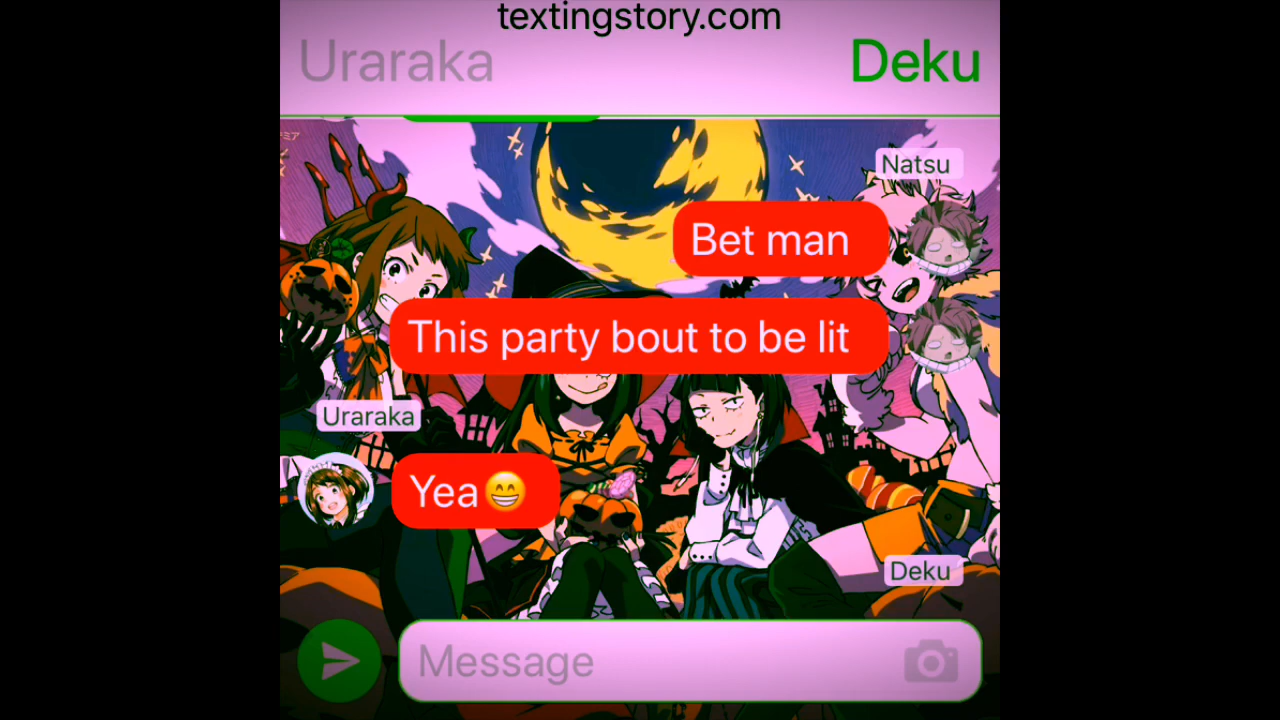 textingstory.com
Uraraka
Deku
Natsu
Bet man
This party bout to be lit
Uraraka
Yea😁
Deku
Message